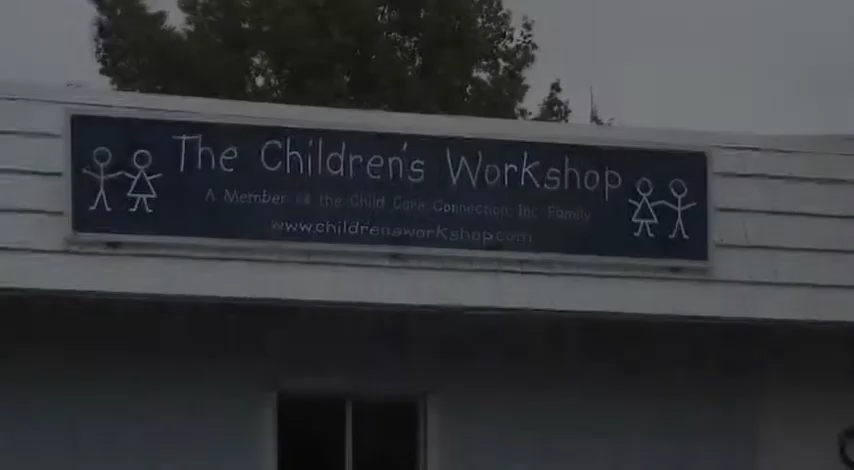 The Children's Workshop
A Member of the Child Care Connection, Inc. Family
www.childrensworkshop.com